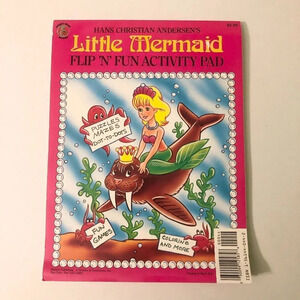 HANS CHRISTIAN ANDERSEN'S
Little Mermaid
FLIP 'N' FUN ACTIVITY PAD
PUZZLES
MAZES
DOT-TO-DOTS
FUN
GAMES
COLORING
AND MORE